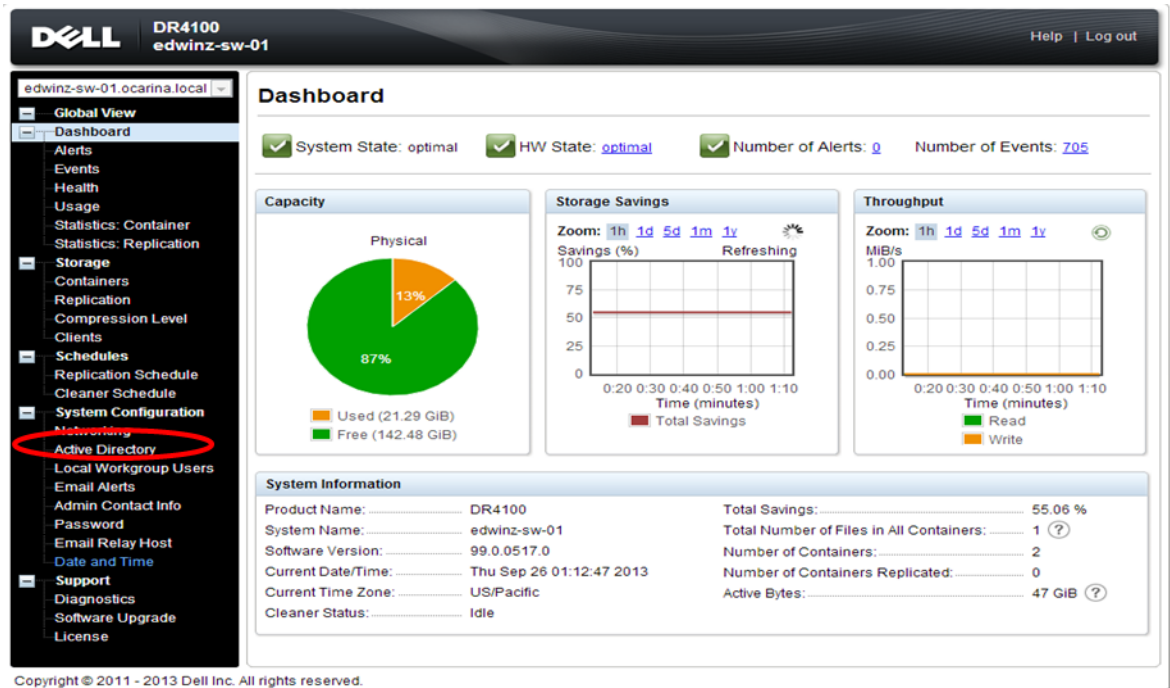 DELL
DR4100
edwinz-sw-01
Help | Log out
edwinz-sw-01.ocarina.local
Global View
Dashboard
Alerts
Events
Health
Usage
Statistics: Container
Statistics: Replication
Storage
Containers
Replication
Compression Level
Clients
Schedules
Replication Schedule
Cleaner Schedule
System Configuration
Networking
Active Directory
Local Workgroup Users
Email Alerts
Admin Contact Info
Password
Email Relay Host
Date and Time
Support
Diagnostics
Software Upgrade
License
Dashboard
System State: optimal HW State: optimal Number of Alerts: 0 Number of Events: 705
Capacity
Physical
13%
87%
Used (21.29 GiB)
Free (142.48 GiB)
Storage Savings
Zoom: 1h 1d 5d 1m 1y
Savings (%) Refreshing
100
75
50
25
0
0:20 0:30 0:40 0:50 1:00 1:10
Time (minutes)
Total Savings
Throughput
Zoom: 1h 1d 5d 1m 1y
MiB/s
1.00
0.75
0.50
0.25
0.00
0:20 0:30 0:40 0:50 1:00 1:10
Time (minutes)
Read
Write
System Information
Product Name: DR4100
System Name: edwinz-sw-01
Software Version: 99.0.0517.0
Current Date/Time: Thu Sep 26 01:12:47 2013
Current Time Zone: US/Pacific
Cleaner Status: Idle
Total Savings: 55.06 %
Total Number of Files in All Containers: 1 ?
Number of Containers: 2
Number of Containers Replicated: 0
Active Bytes: 47 GiB ?
Copyright © 2011 - 2013 Dell Inc. All rights reserved.